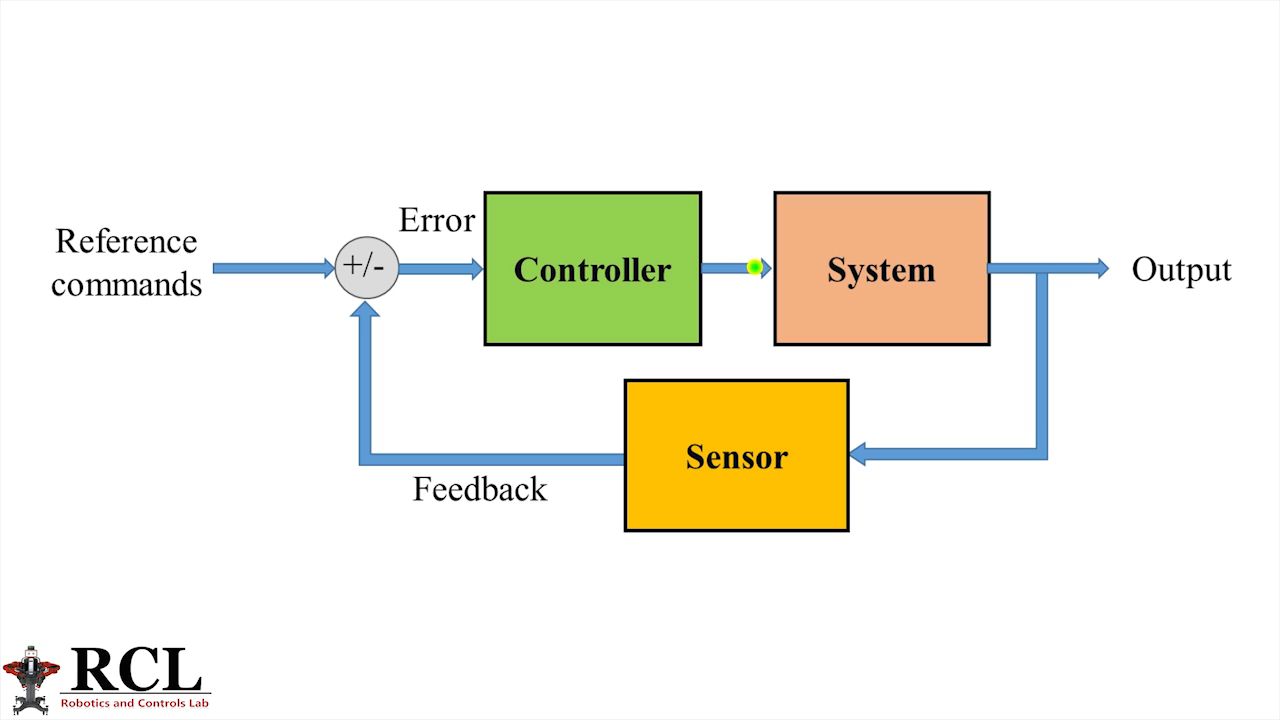 Error
Reference
commands
+/-
Controller
System
Output
Sensor
Feedback
RCL
Robotics and Controls Lab